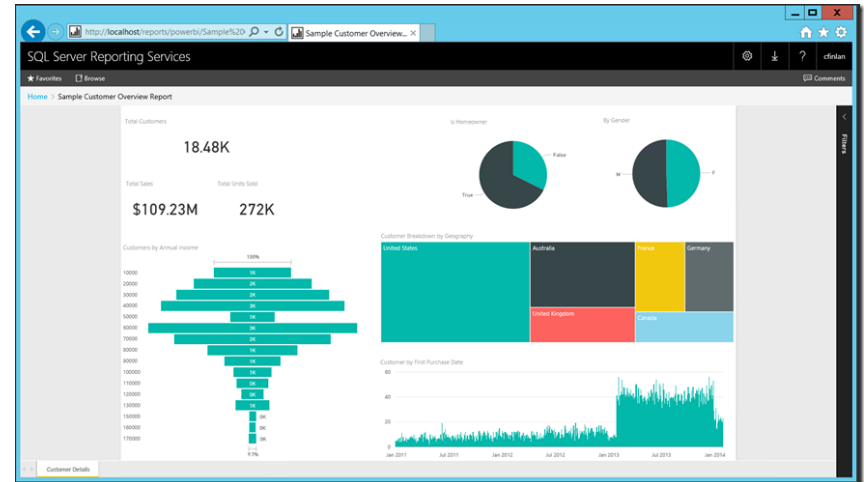 http://localhost/reports/powerbi/Sample%20
Sample Customer Overview... ×
SQL Server Reporting Services
? cfinlan
★ Favorites Browse
Comments
Home > Sample Customer Overview Report
Filters
Total Customers
18.48K
Total Sales
Total Units Sold
$109.23M
272K
Is Homeowner
False
True
By Gender
M
F
Customers by Annual Income
100%
10000 1K
20000 2K
30000 2K
40000 3K
50000 1K
60000 3K
70000 2K
80000 1K
90000 1K
100000 1K
110000 0K
120000 0K
130000 1K
150000 0K
160000 0K
170000 0K
9.7%
Customer Breakdown by Geography
United States
Australia
United Kingdom
France
Germany
Canada
Customer by First Purchase Date
60
40
20
0
Jan 2011 Jul 2011 Jan 2012 Jul 2012 Jan 2013 Jul 2013 Jan 2014
Customer Details